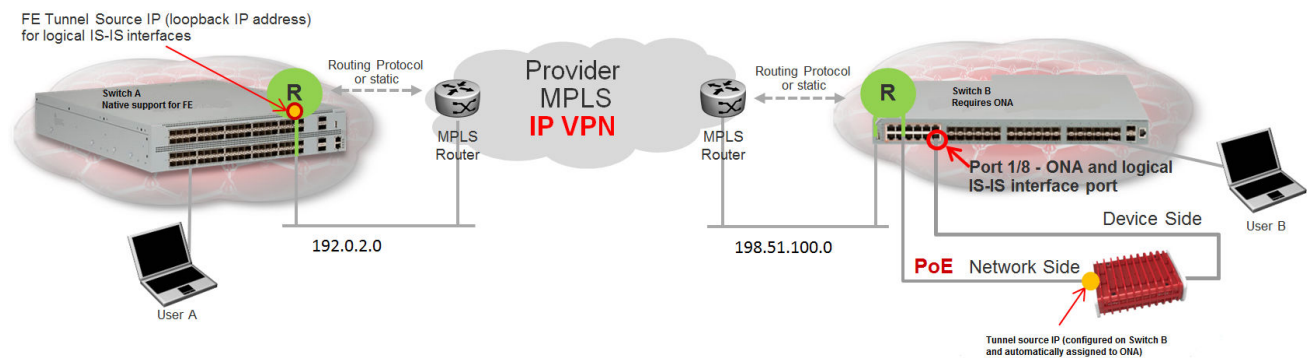 FE Tunnel Source IP (loopback IP address)
for logical IS-IS interfaces
Switch A
Native support for FE
R
Routing Protocol
or static
MPLS
Router
Provider
MPLS
IP VPN
MPLS
Router
Routing Protocol
or static
R
Switch B
Requires ONA
Port 1/8 - ONA and logical
IS-IS interface port
User B
Device Side
192.0.2.0
198.51.100.0
PoE Network Side
User A
Tunnel source IP (configured on Switch B
and automatically assigned to ONA)